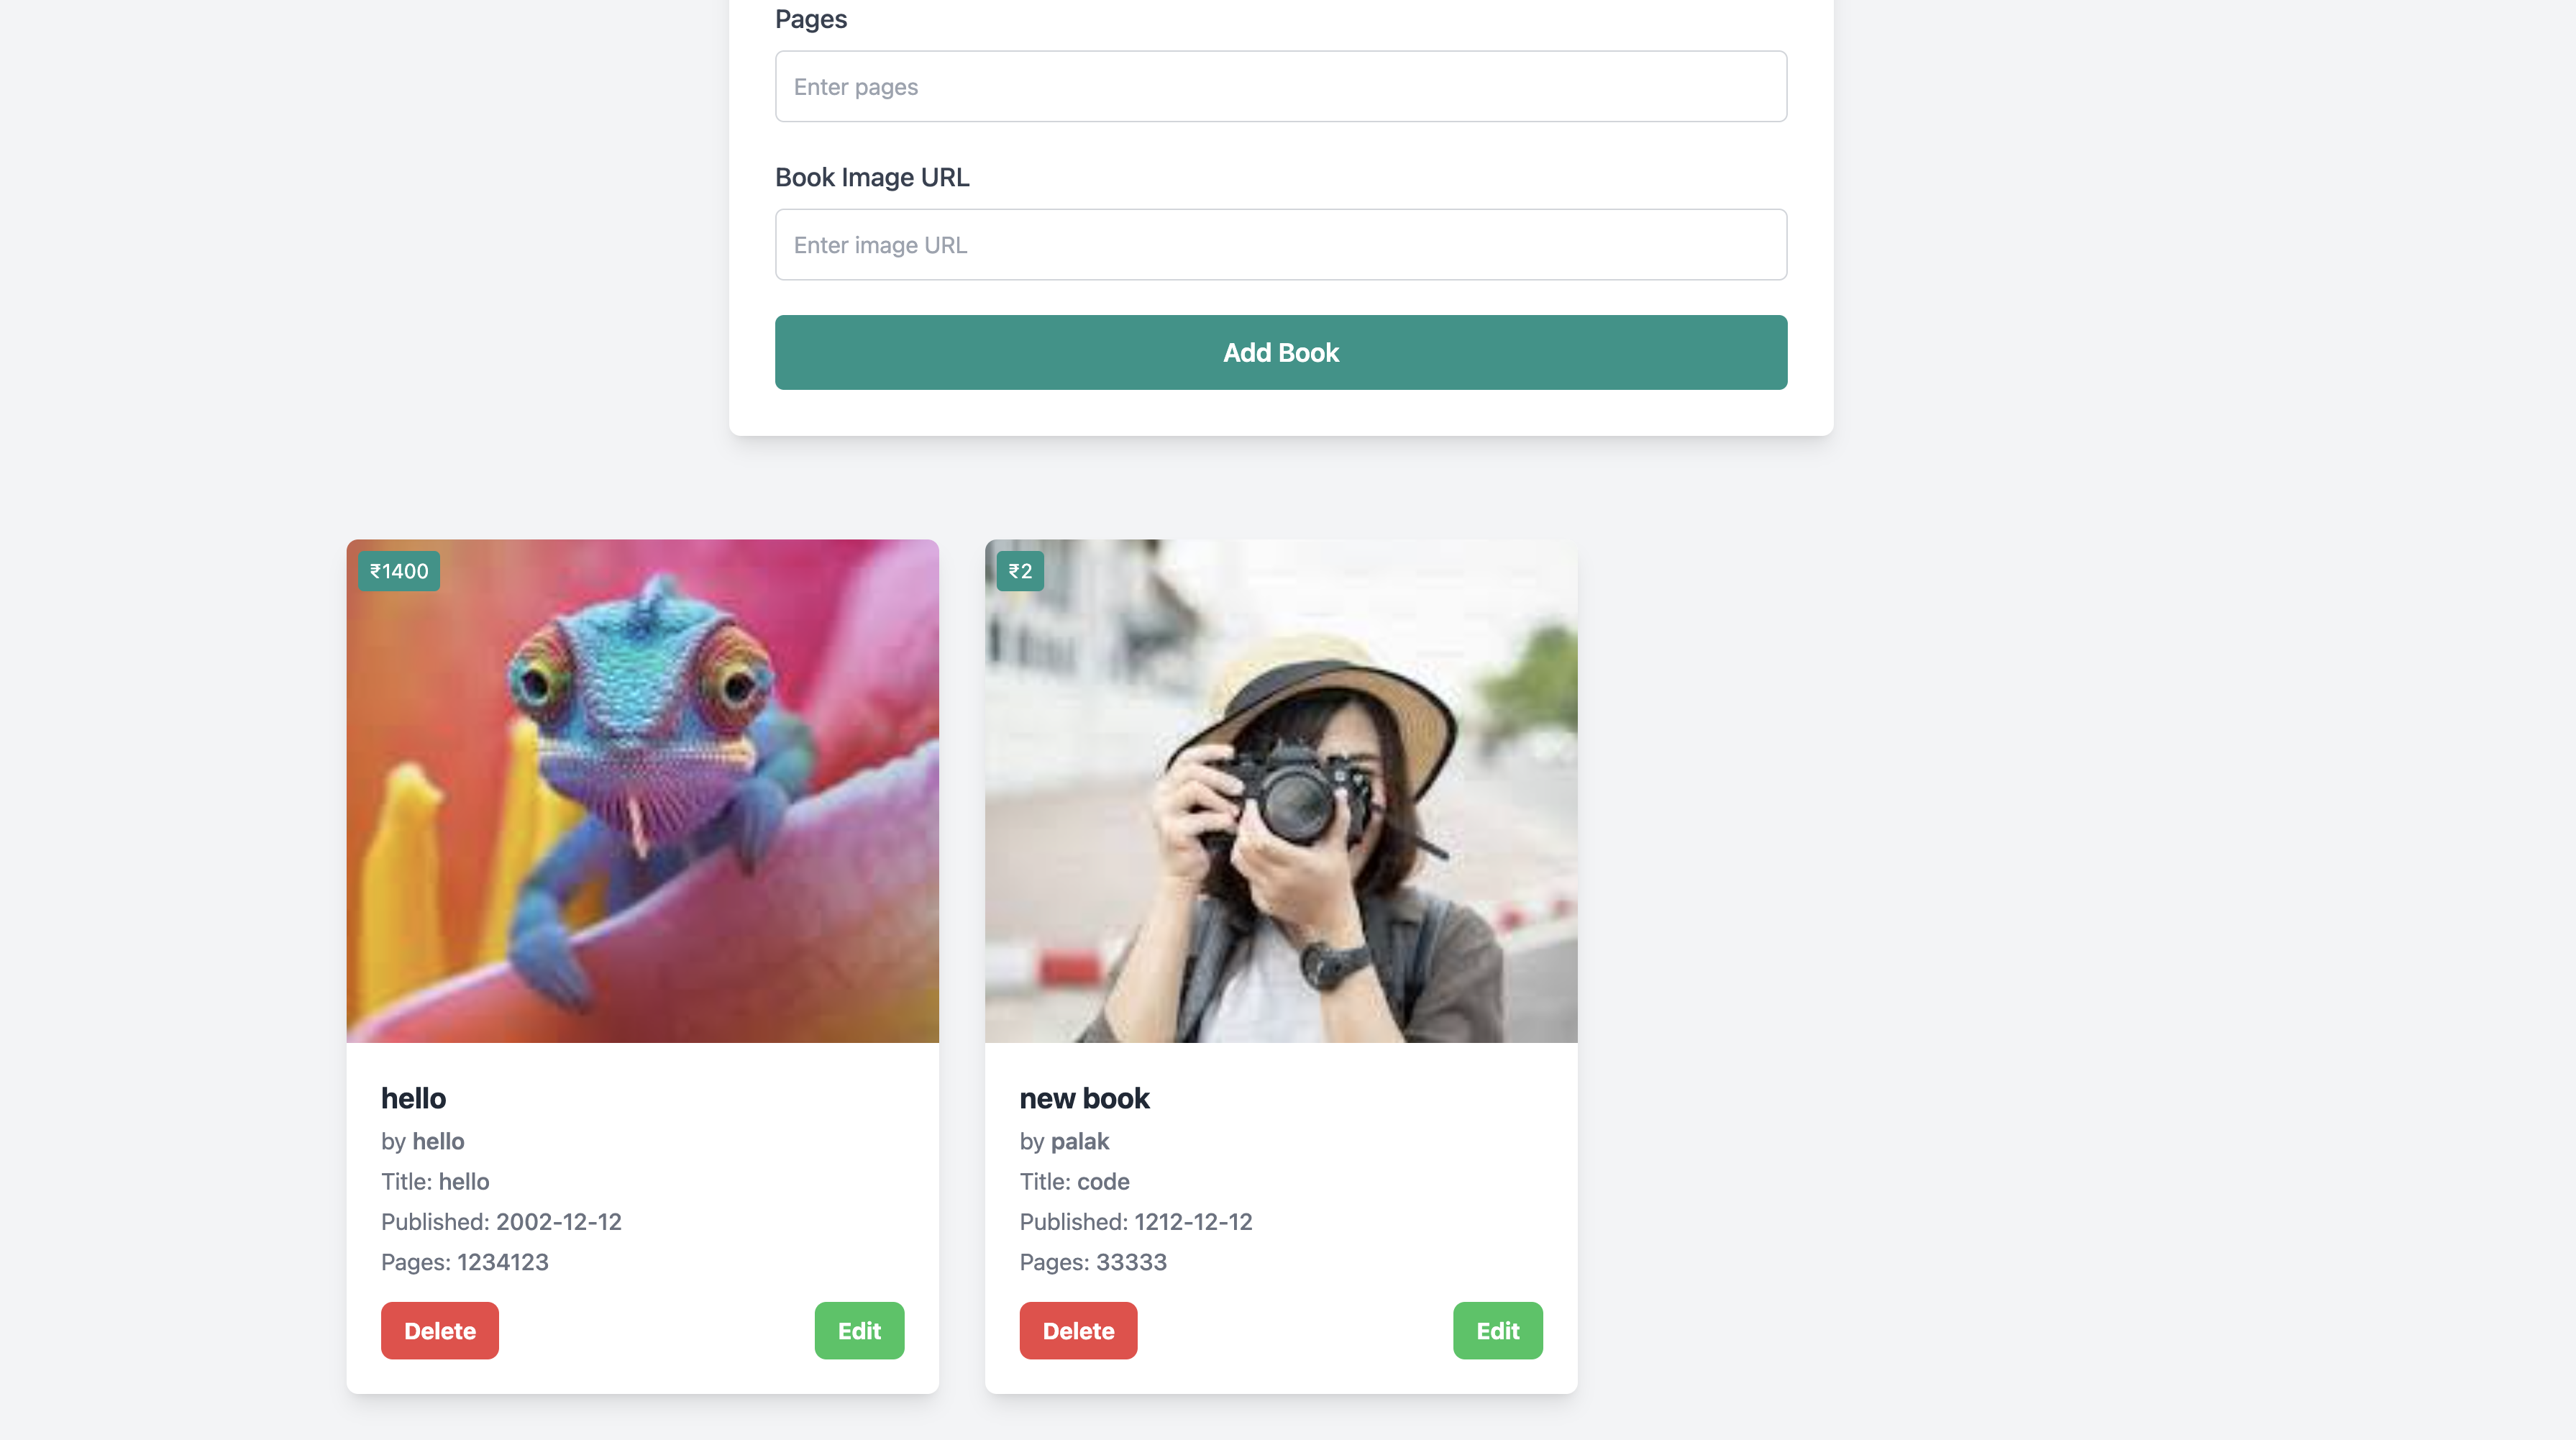 Pages
Enter pages
Book Image URL
Enter image URL
Add Book
₹1400
hello
by hello
Title: hello
Published: 2002-12-12
Pages: 1234123
Delete Edit
₹2
new book
by palak
Title: code
Published: 1212-12-12
Pages: 33333
Delete Edit